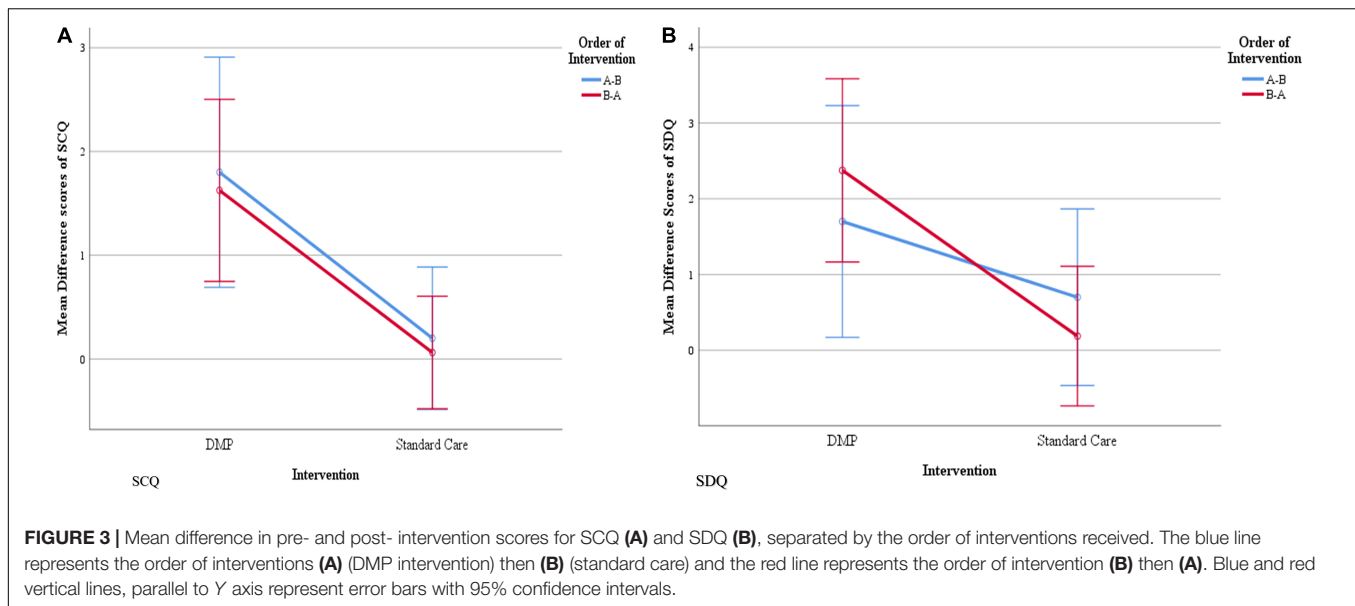 A
Mean Difference scores of SCQ
3
2
1
0
DMP
Standard Care
Intervention
SCQ
Order of
Intervention
A-B
B-A
B
Mean Difference Scores of SDQ
4
3
2
1
0
DMP
Standard Care
Intervention
SDQ
Order of
Intervention
A-B
B-A
FIGURE 3 | Mean difference in pre- and post- intervention scores for SCQ (A) and SDQ (B), separated by the order of interventions received. The blue line
represents the order of interventions (A) (DMP intervention) then (B) (standard care) and the red line represents the order of intervention (B) then (A). Blue and red
vertical lines, parallel to Y axis represent error bars with 95% confidence intervals.